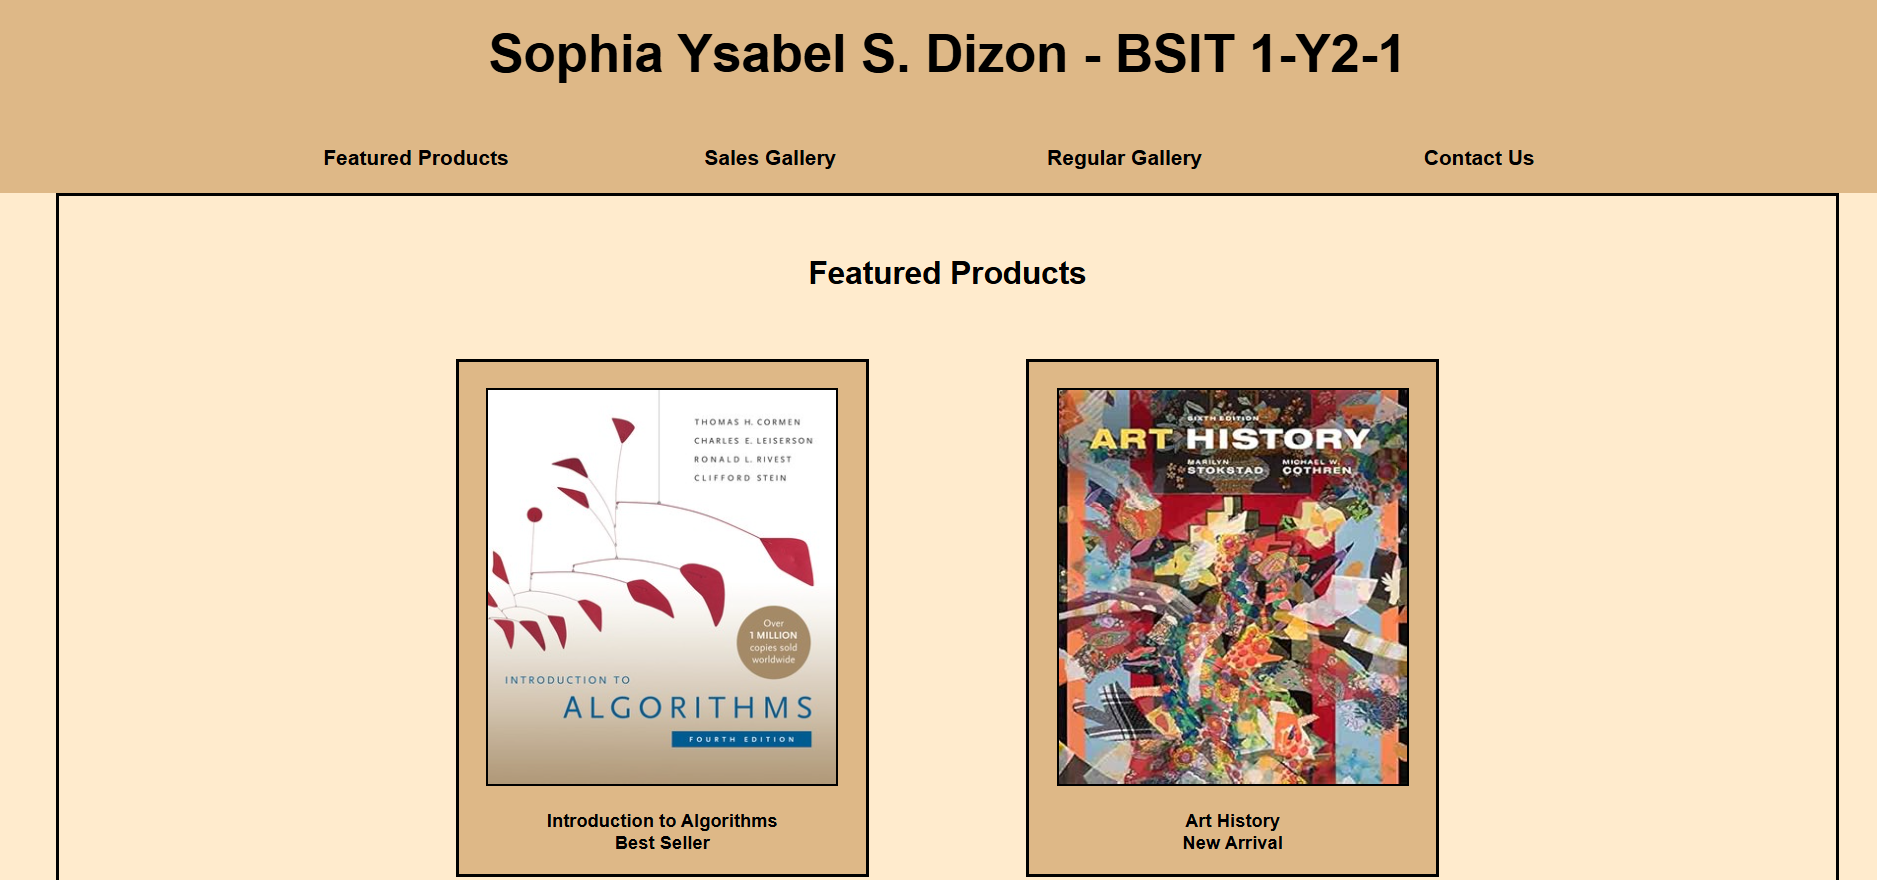 Sophia Ysabel S. Dizon - BSIT 1-Y2-1
Featured Products Sales Gallery Regular Gallery Contact Us
Featured Products
THOMAS H. CORMEN
CHARLES E. LEISERSON
RONALD L. RIVEST
CLIFFORD STEIN
Over
1 MILLION
copies sold
worldwide
INTRODUCTION TO
ALGORITHMS
FOURTH EDITION
Introduction to Algorithms
Best Seller
SIXTH EDITION
ART HISTORY
MARILYN STOKSTAD
MICHAEL W. COTHREN
Art History
New Arrival